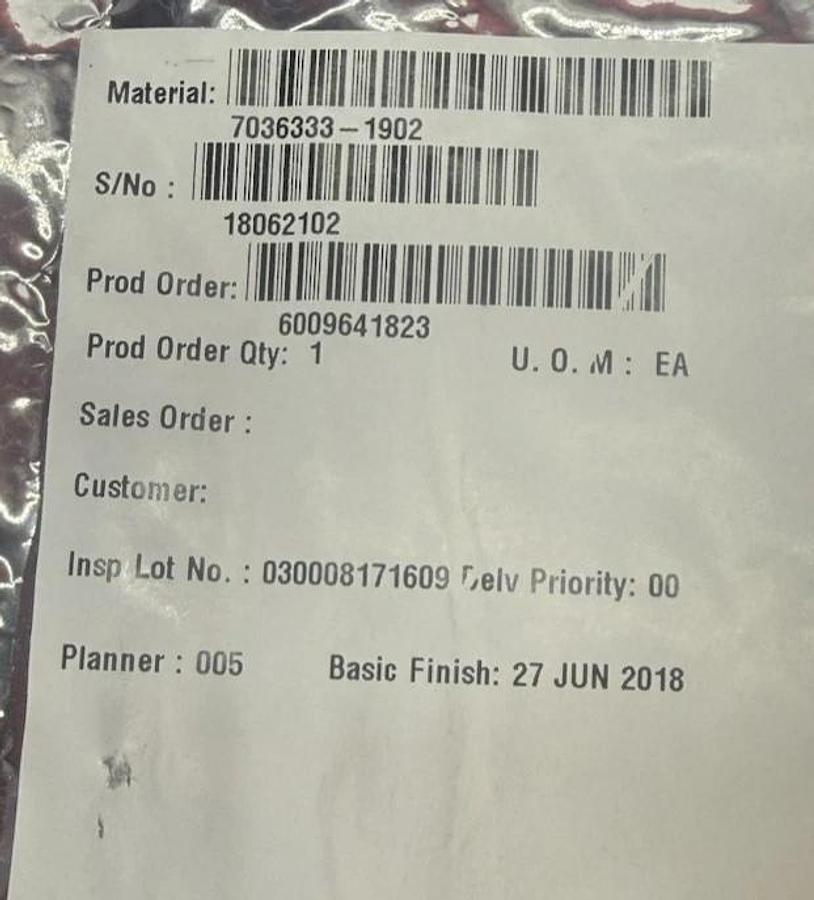 Material:
7036333-1902
S/No :
18062102
Prod Order:
6009641823
Prod Order Qty: 1 U. O. M : EA
Sales Order :
Customer:
Insp Lot No. : 030008171609 Delv Priority: 00
Planner : 005 Basic Finish: 27 JUN 2018